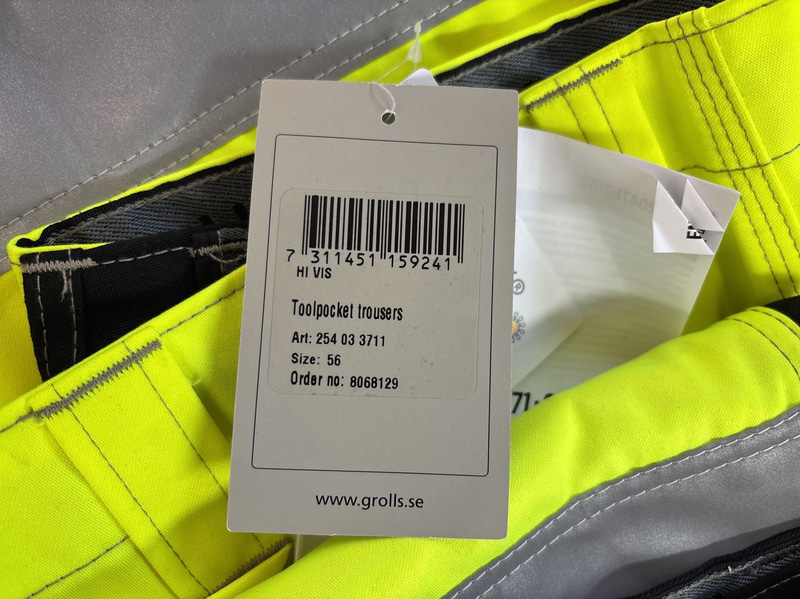 7 311451 159241
HI VIS
Toolpocket trousers
Art: 254 03 3711
Size: 56
Order no: 8068129
www.grolls.se